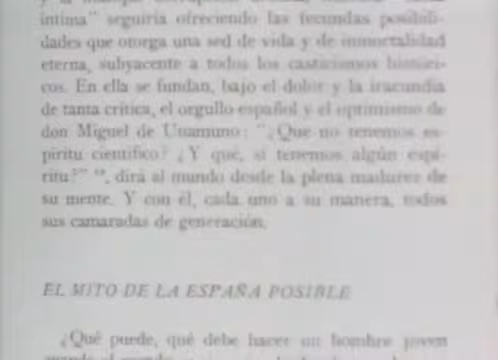 íntima" seguiría ofreciendo las fecundas posibili-
dades que otorga una sed de vida y de inmortalidad
eterna, subyacente a todos los casticismos históri-
cos. En ella se fundan, bajo el dolor y la iracundia
de tanta crítica, el orgullo español y el optimismo de
don Miguel de Unamuno: "¿Que no tenemos es-
píritu científico? ¿Y qué, si tenemos algún espí-
ritu?" , dirá al mundo desde la plena madurez de
su mente. Y con él, cada uno a su manera, todos
sus camaradas de generación.
EL MITO DE LA ESPAÑA POSIBLE
¿Qué puede, qué debe hacer un hombre joven